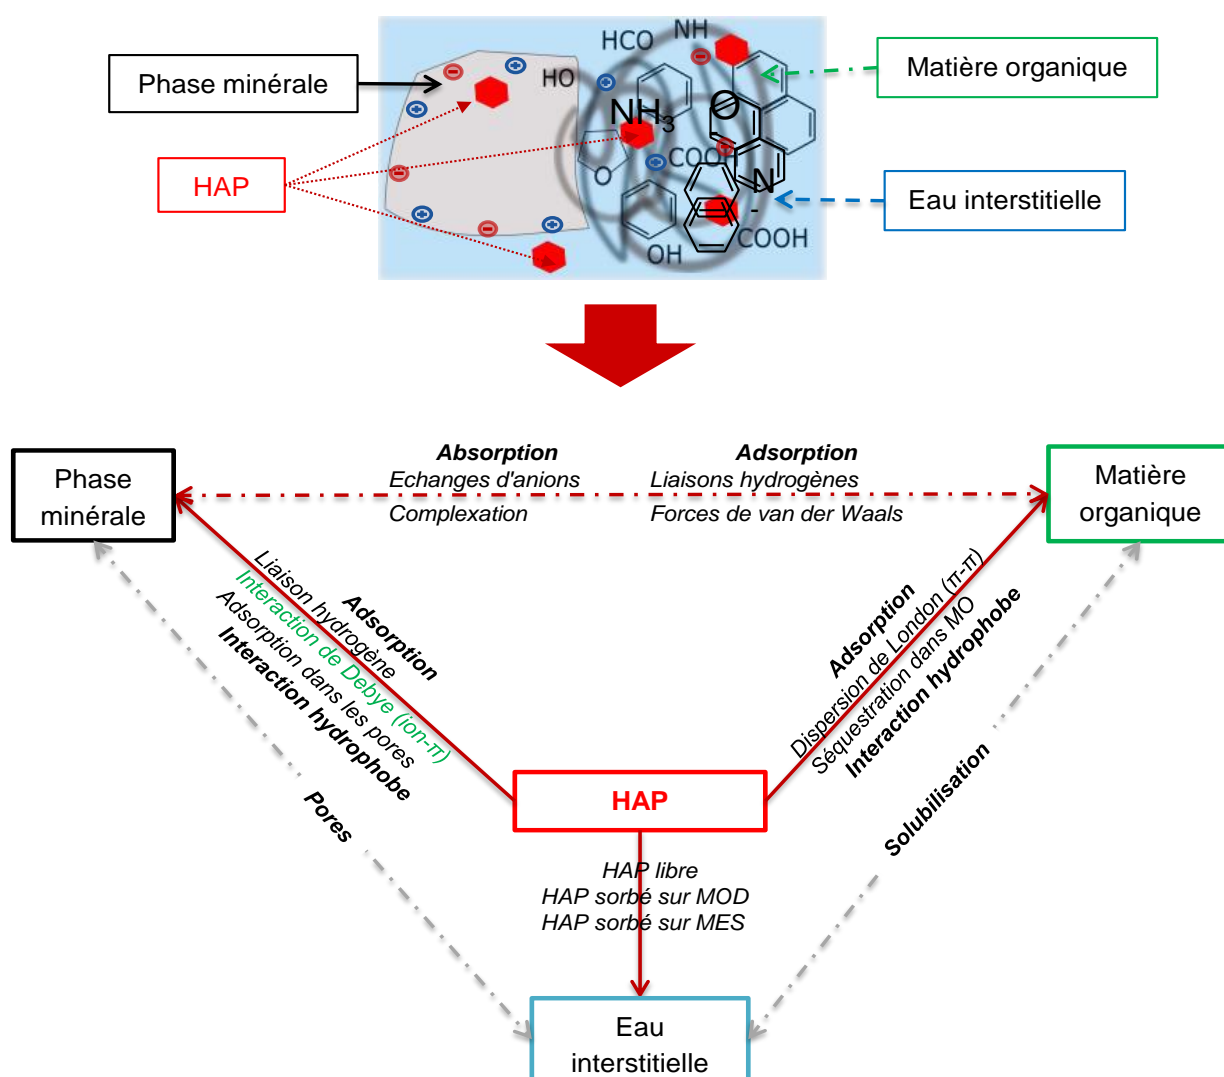 Phase minérale
HAP
HCO
NH
HO
NH3
O
COOH
O
N
-
OH
COOH
Matière organique
Eau interstitielle
Absorption
Echanges d'anions
Complexation
Adsorption
Liaisons hydrogènes
Forces de van der Waals
Phase
minérale
Matière
organique
Adsorption
Liaison hydrogène
Interaction de Debye (ion-π)
Adsorption dans les pores
Interaction hydrophobe
Adsorption
Dispersion de London (π-π)
Séquestration dans MO
Interaction hydrophobe
Pores
HAP
Solubilisation
HAP libre
HAP sorbé sur MOD
HAP sorbé sur MES
Eau
interstitielle